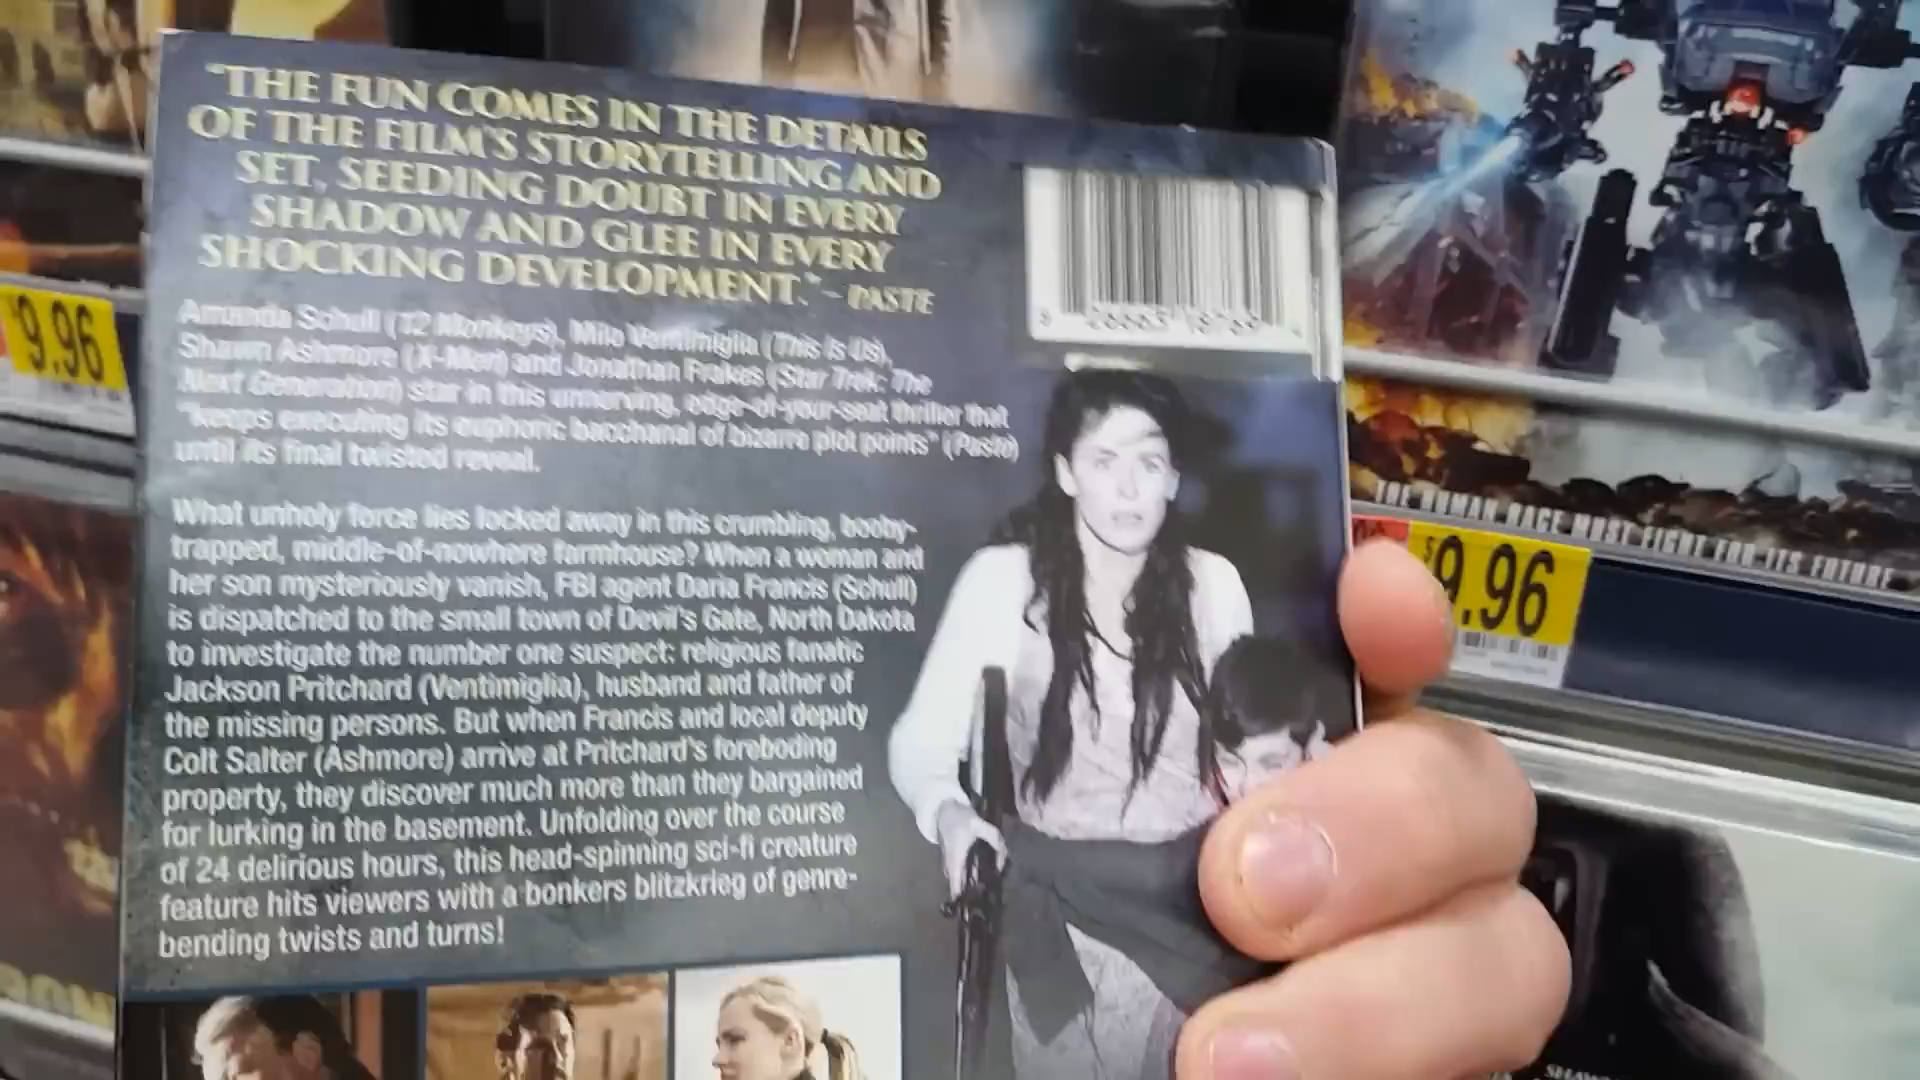 "THE FUN COMES IN THE DETAILS
OF THE FILM'S STORYTELLING AND
SET, SEEDING DOUBT IN EVERY
SHADOW AND GLEE IN EVERY
SHOCKING DEVELOPMENT." - PASTE
Amanda Schull (12 Monkeys), Milo Ventimiglia (This Is Us),
Shawn Ashmore (X-Men) and Jonathan Frakes (Star Trek: The
Next Generation) star in this unnerving, edge-of-your-seat thriller that
"keeps executing its euphoric bacchanal of bizarre plot points" (Paste)
until its final twisted reveal.
What unholy force lies locked away in this crumbling, booby-
trapped, middle-of-nowhere farmhouse? When a woman and
her son mysteriously vanish, FBI agent Daria Francis (Schull)
is dispatched to the small town of Devil's Gate, North Dakota
to investigate the number one suspect: religious fanatic
Jackson Pritchard (Ventimiglia), husband and father of
the missing persons. But when Francis and local deputy
Colt Salter (Ashmore) arrive at Pritchard's foreboding
property, they discover much more than they bargained
for lurking in the basement. Unfolding over the course
of 24 delirious hours, this head-spinning sci-fi creature
feature hits viewers with a bonkers blitzkrieg of genre-
bending twists and turns!
9.96
THE HUMAN RACE MUST FIGHT FOR ITS FUTURE
$9.96